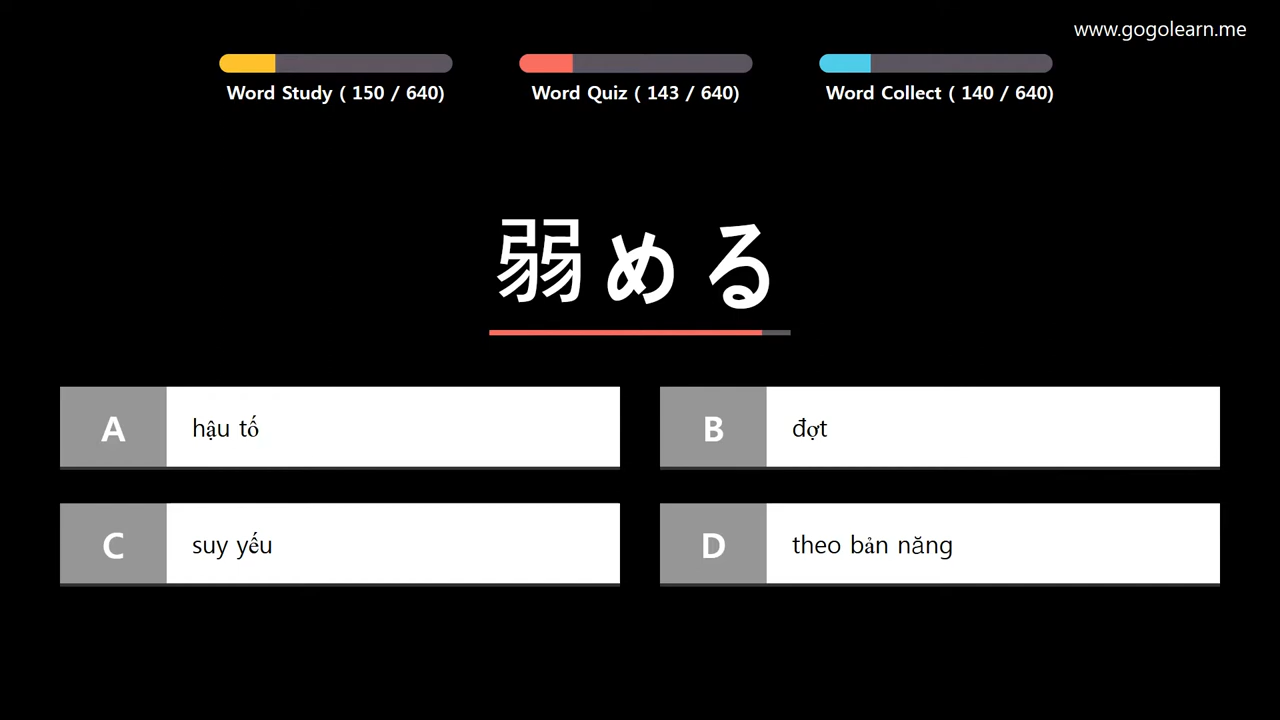 www.gogolearn.me
Word Study ( 150 / 640)
Word Quiz ( 143 / 640)
Word Collect ( 140 / 640)
弱める
A hậu tố
B đợt
C suy yếu
D theo bản năng